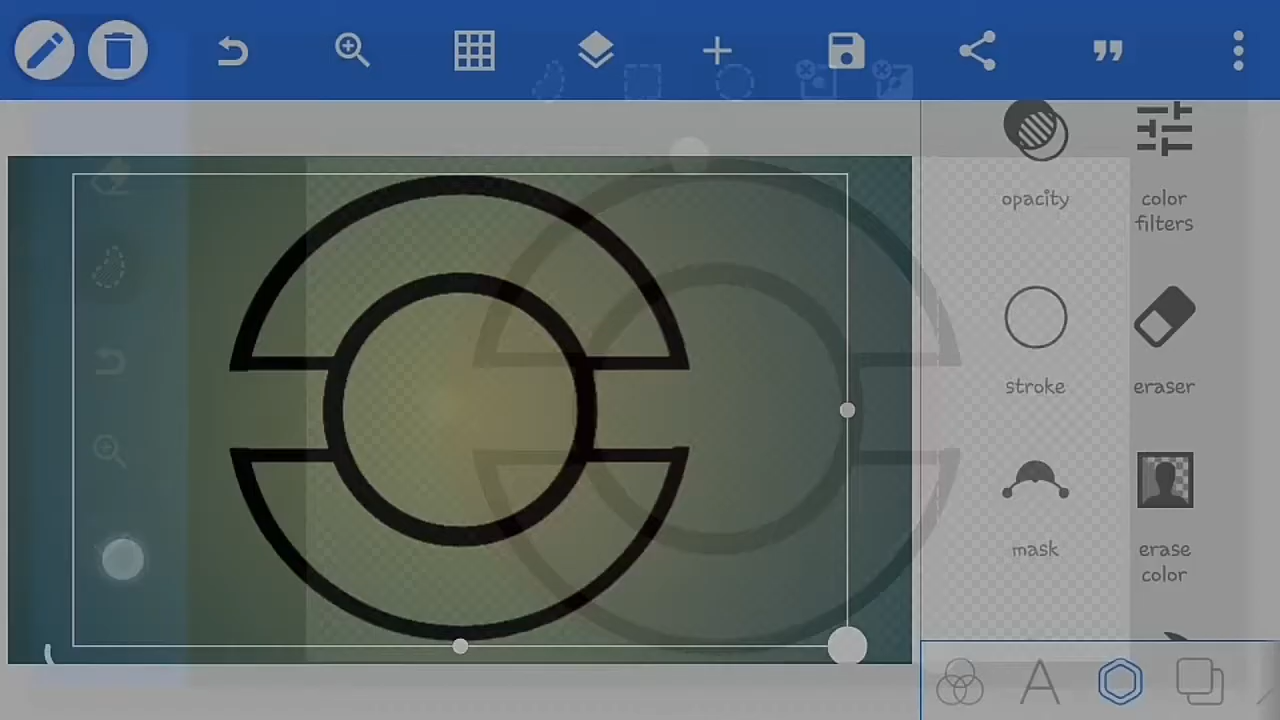 opacity
color
filters
stroke
eraser
mask
erase
color